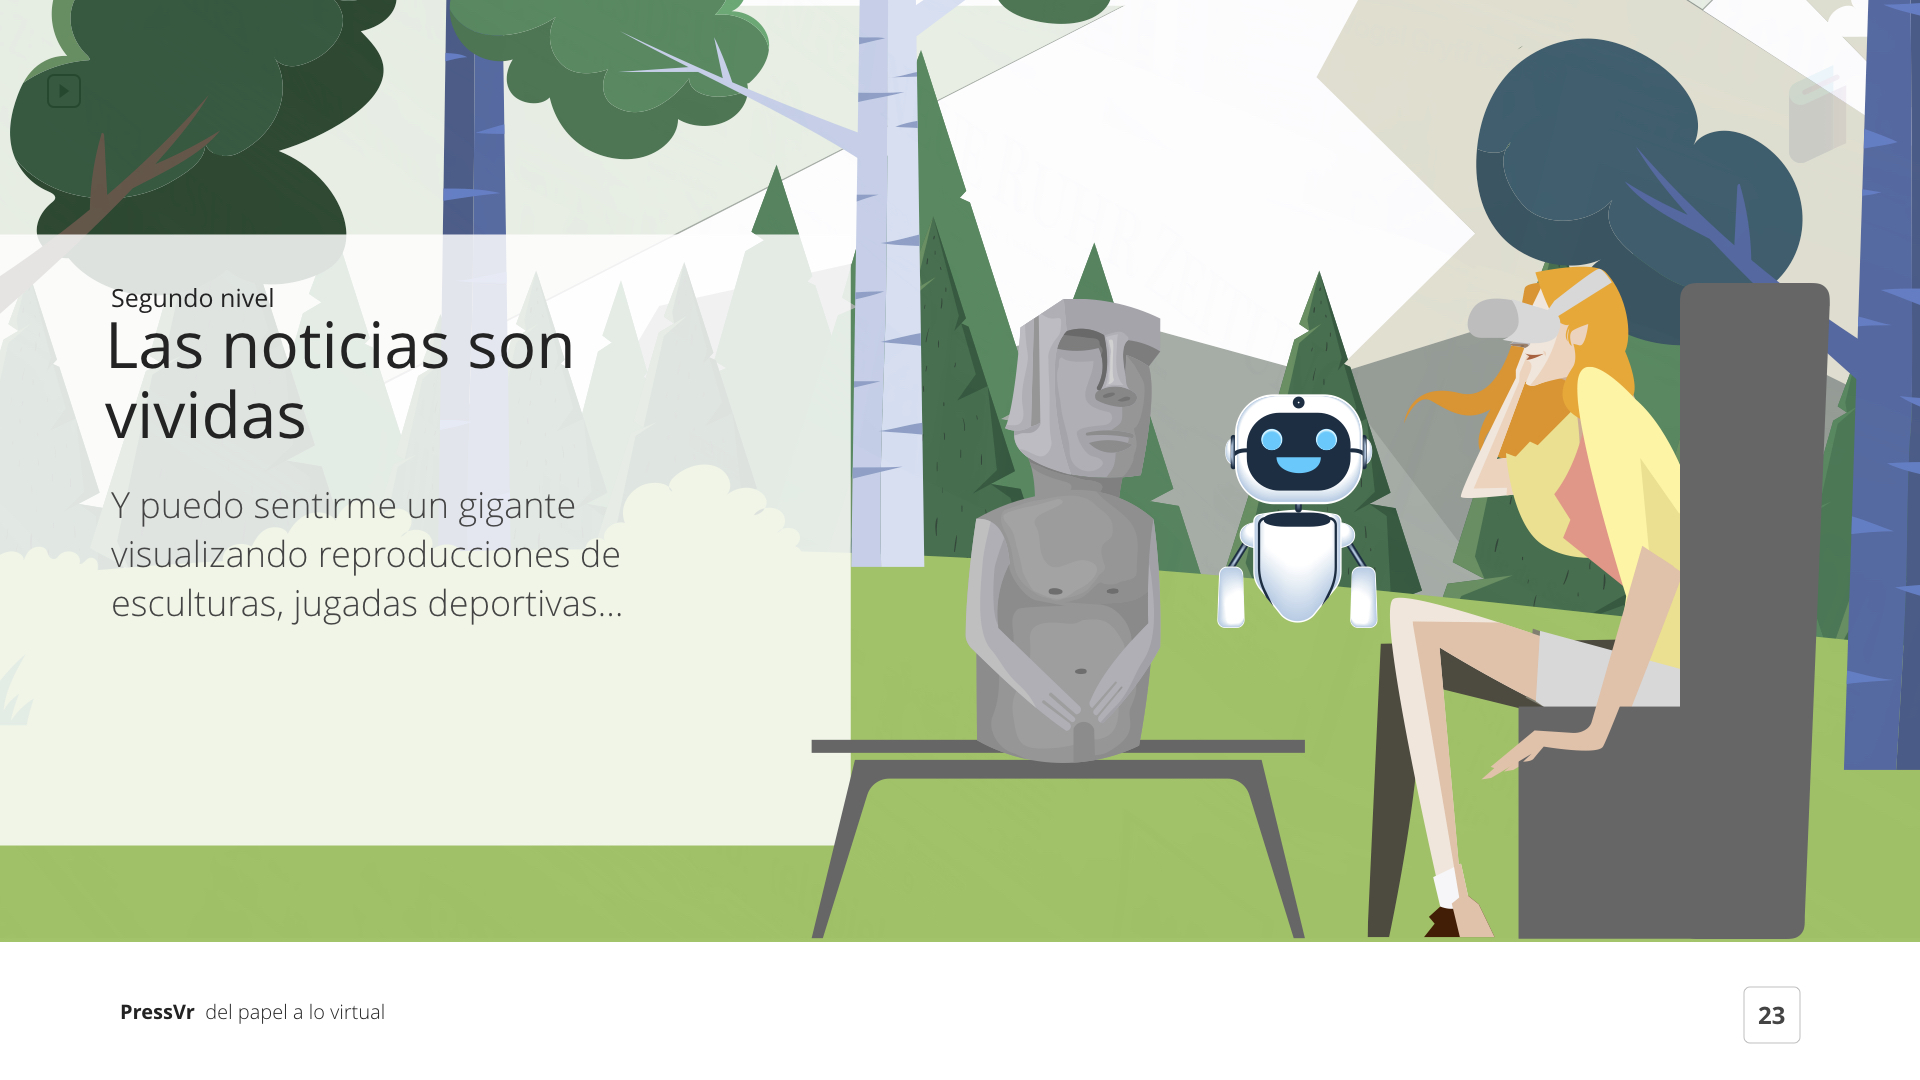 Segundo nivel
Las noticias son
vividas
Y puedo sentirme un gigante
visualizando reproducciones de
esculturas, jugadas deportivas...
PressVr del papel a lo virtual
23